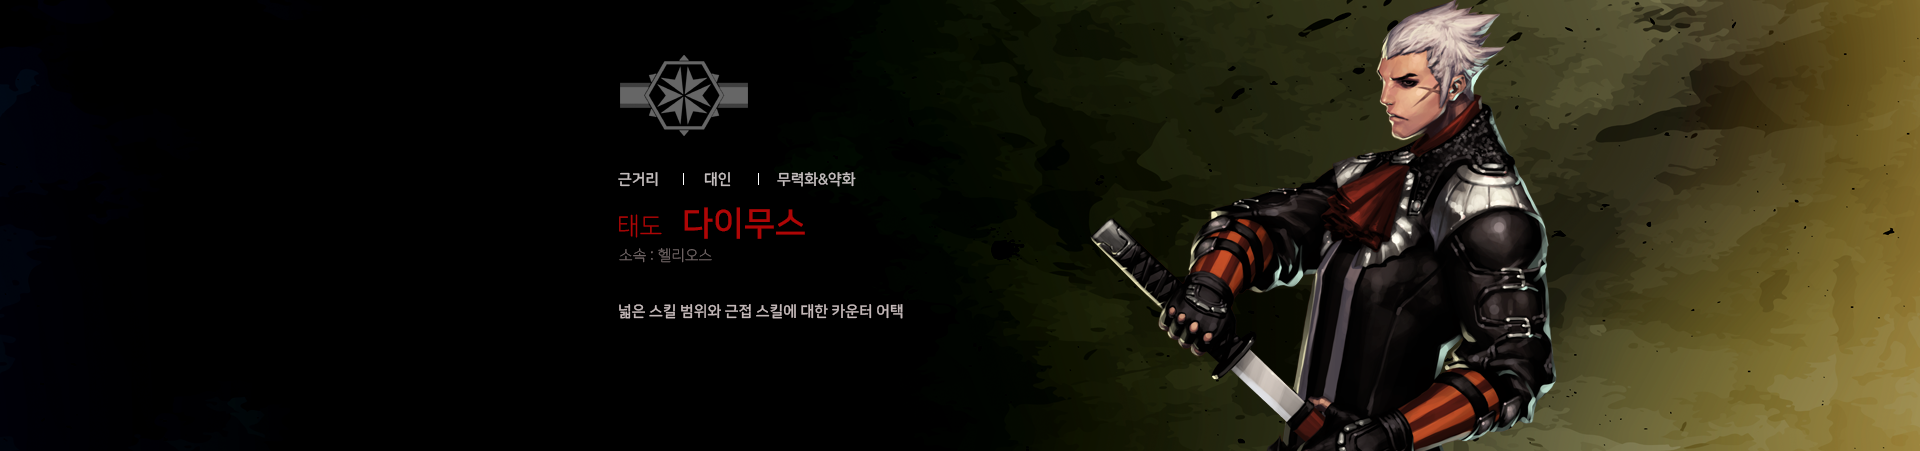 근거리 | 대인 | 무력화&약화
태도 다이무스
소속 : 헬리오스
넓은 스킬 범위와 근접 스킬에 대한 카운터 어택